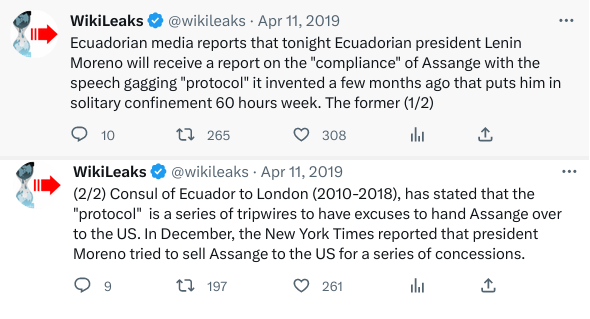 WikiLeaks @wikileaks · Apr 11, 2019
Ecuadorian media reports that tonight Ecuadorian president Lenin
Moreno will receive a report on the "compliance" of Assange with the
speech gagging "protocol" it invented a few months ago that puts him in
solitary confinement 60 hours week. The former (1/2)
10 265 308
WikiLeaks @wikileaks · Apr 11, 2019
(2/2) Consul of Ecuador to London (2010-2018), has stated that the
"protocol"  is a series of tripwires to have excuses to hand Assange over
to the US. In December, the New York Times reported that president
Moreno tried to sell Assange to the US for a series of concessions.
9 197 261